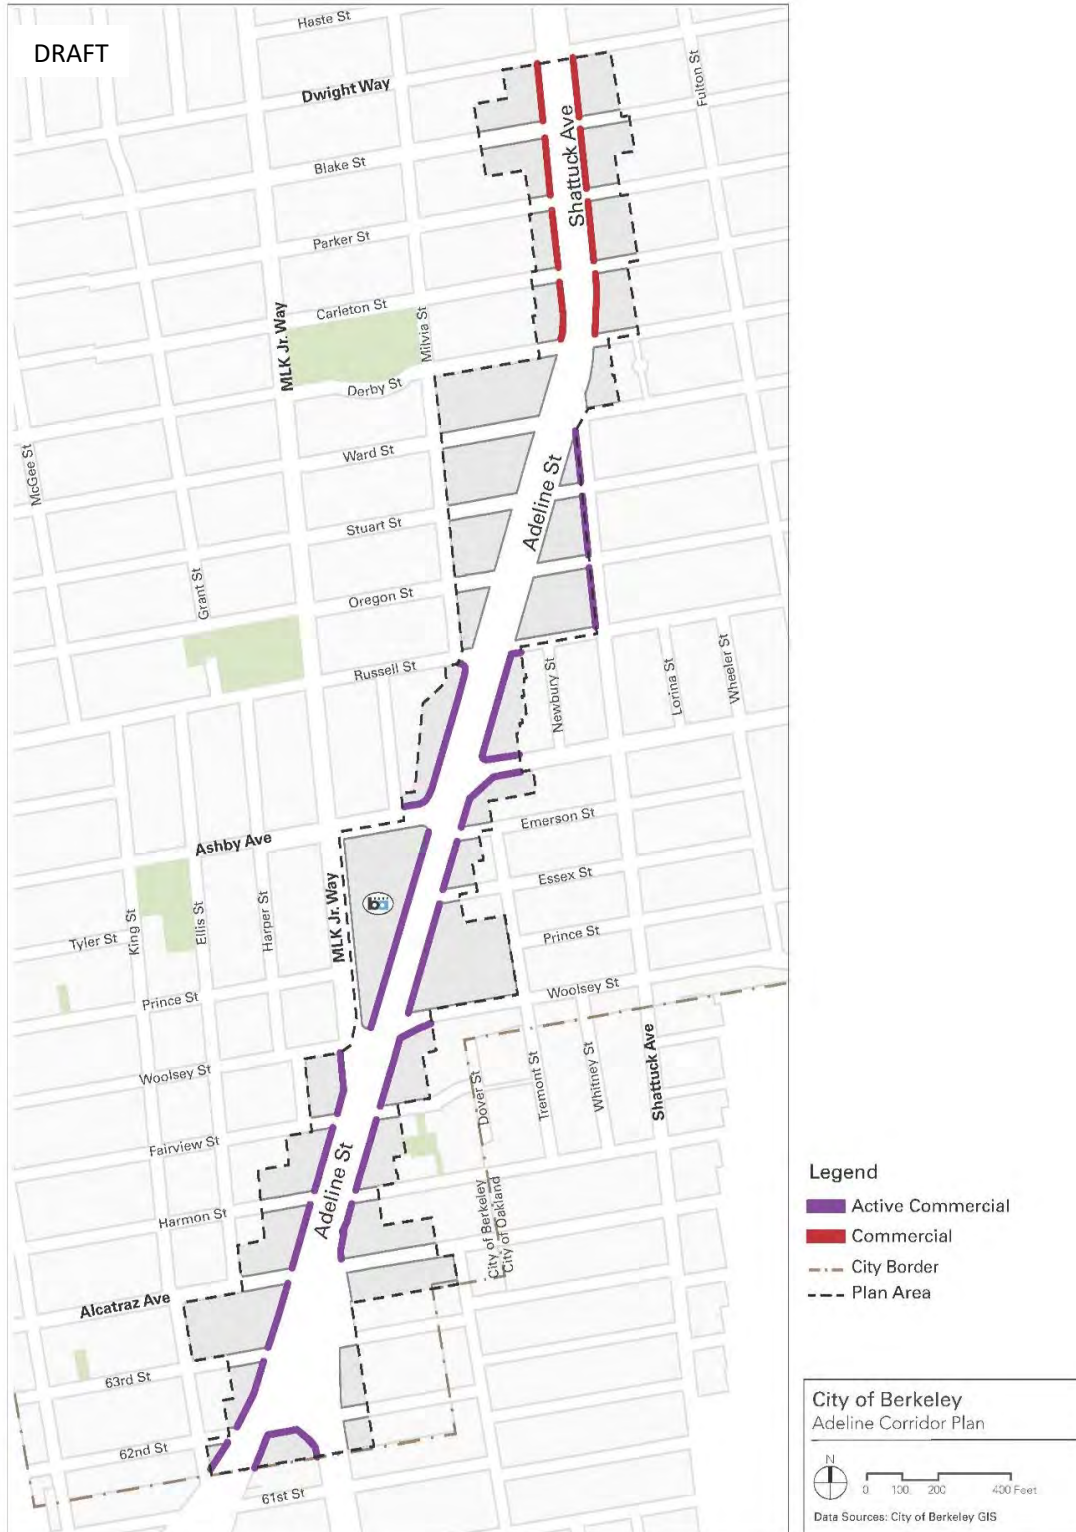 DRAFT
Haste St
Dwight Way
Fulton St
Shattuck Ave
Blake St
Parker St
Carleton St
MLK Jr. Way
Milvia St
Derby St
McGee St
Ward St
Adeline St
Stuart St
Grant St
Oregon St
Russell St
Newbury St
Lorina St
Wheeler St
Emerson St
Ashby Ave
Essex St
MLK Jr. Way
King St
Ellis St
Harper St
Tyler St
Prince St
Woolsey St
Prince St
Woolsey St
Dover St
Tremont St
Whitney St
Shattuck Ave
Fairview St
Adeline St
Harmon St
City of Berkeley
City of Oakland
Alcatraz Ave
63rd St
62nd St
61st St
Legend
Active Commercial
Commercial
City Border
Plan Area
City of Berkeley
Adeline Corridor Plan
N
0 100 200 400 Feet
Data Sources: City of Berkeley GIS